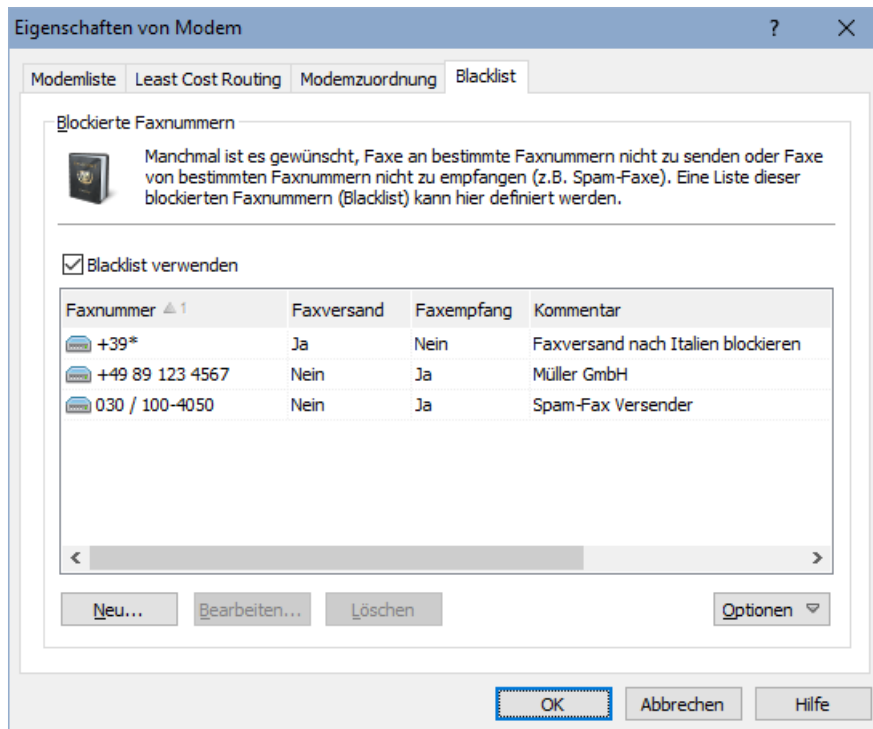 Eigenschaften von Modem ?
Modemliste Least Cost Routing Modemzuordnung Blacklist
Blockierte Faxnummern
Manchmal ist es gewünscht, Faxe an bestimmte Faxnummern nicht zu senden oder Faxe
von bestimmten Faxnummern nicht zu empfangen (z.B. Spam-Faxe). Eine Liste dieser
blockierten Faxnummern (Blacklist) kann hier definiert werden.
Blacklist verwenden
Faxnummer 1 Faxversand Faxempfang Kommentar
+39* Ja Nein Faxversand nach Italien blockieren
+49 89 123 4567 Nein Ja Müller GmbH
030 / 100-4050 Nein Ja Spam-Fax Versender
Neu... Bearbeiten... Löschen Optionen
OK Abbrechen Hilfe